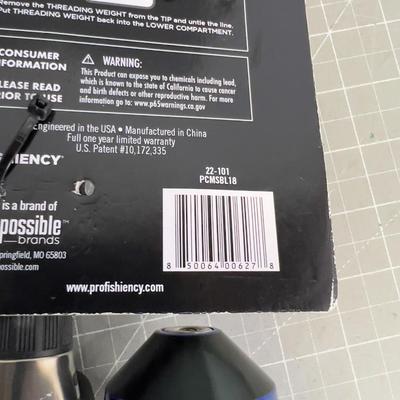 Remove the THREADING WEIGHT from the TIP and untie the line.
Put THREADING WEIGHT back into the LOWER COMPARTMENT.
CONSUMER
INFORMATION
PLEASE READ
PRIOR TO USE
⚠ WARNING:
This Product can expose you to chemicals including lead,
which is known to the state of California to cause cancer
and birth defects or other reproductive harm. For more
information go to: www.p65warnings.ca.gov
Engineered in the USA • Manufactured in China
Full one year limited warranty
U.S. Patent #10,172,335
FISHIENCY®
22-101
PCMSBL18
is a brand of
possible™
brands
Springfield, MO 65803
possible.com
8 50064 00627 8
www.profishiency.com